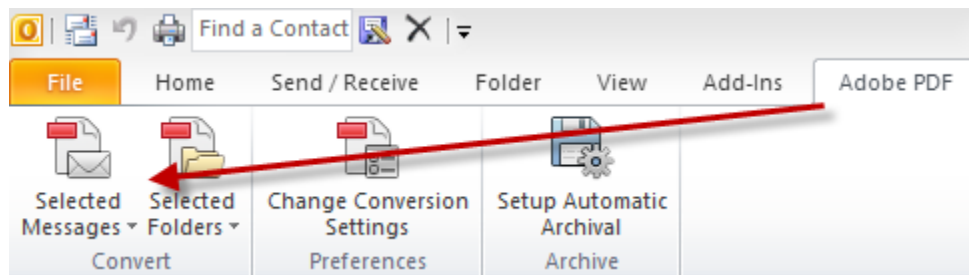 Find a Contact
File Home Send / Receive Folder View Add-Ins Adobe PDF
Selected Selected Change Conversion Setup Automatic
Messages Folders Settings Archival
Convert Preferences Archive